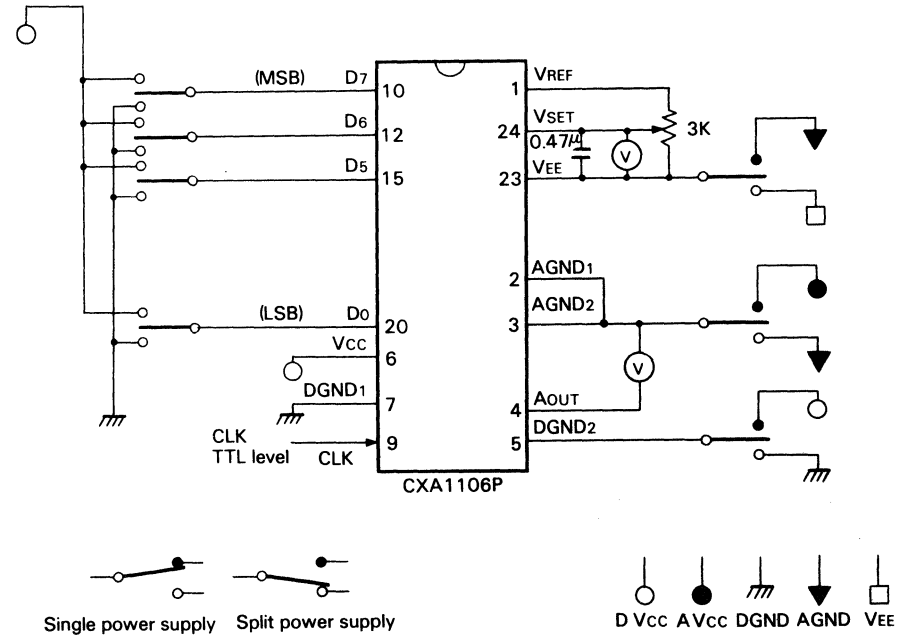 (MSB) D7
10
D6
12
D5
15
(LSB) D0
20
VCC
6
DGND1
7
CLK
TTL level
CLK
9
VREF
1
VSET
24
3K
0.47μ
V
VEE
23
AGND1
2
AGND2
3
V
AOUT
4
DGND2
5
CXA1106P
Single power supply
Split power supply
D VCC
A VCC
DGND
AGND
VEE